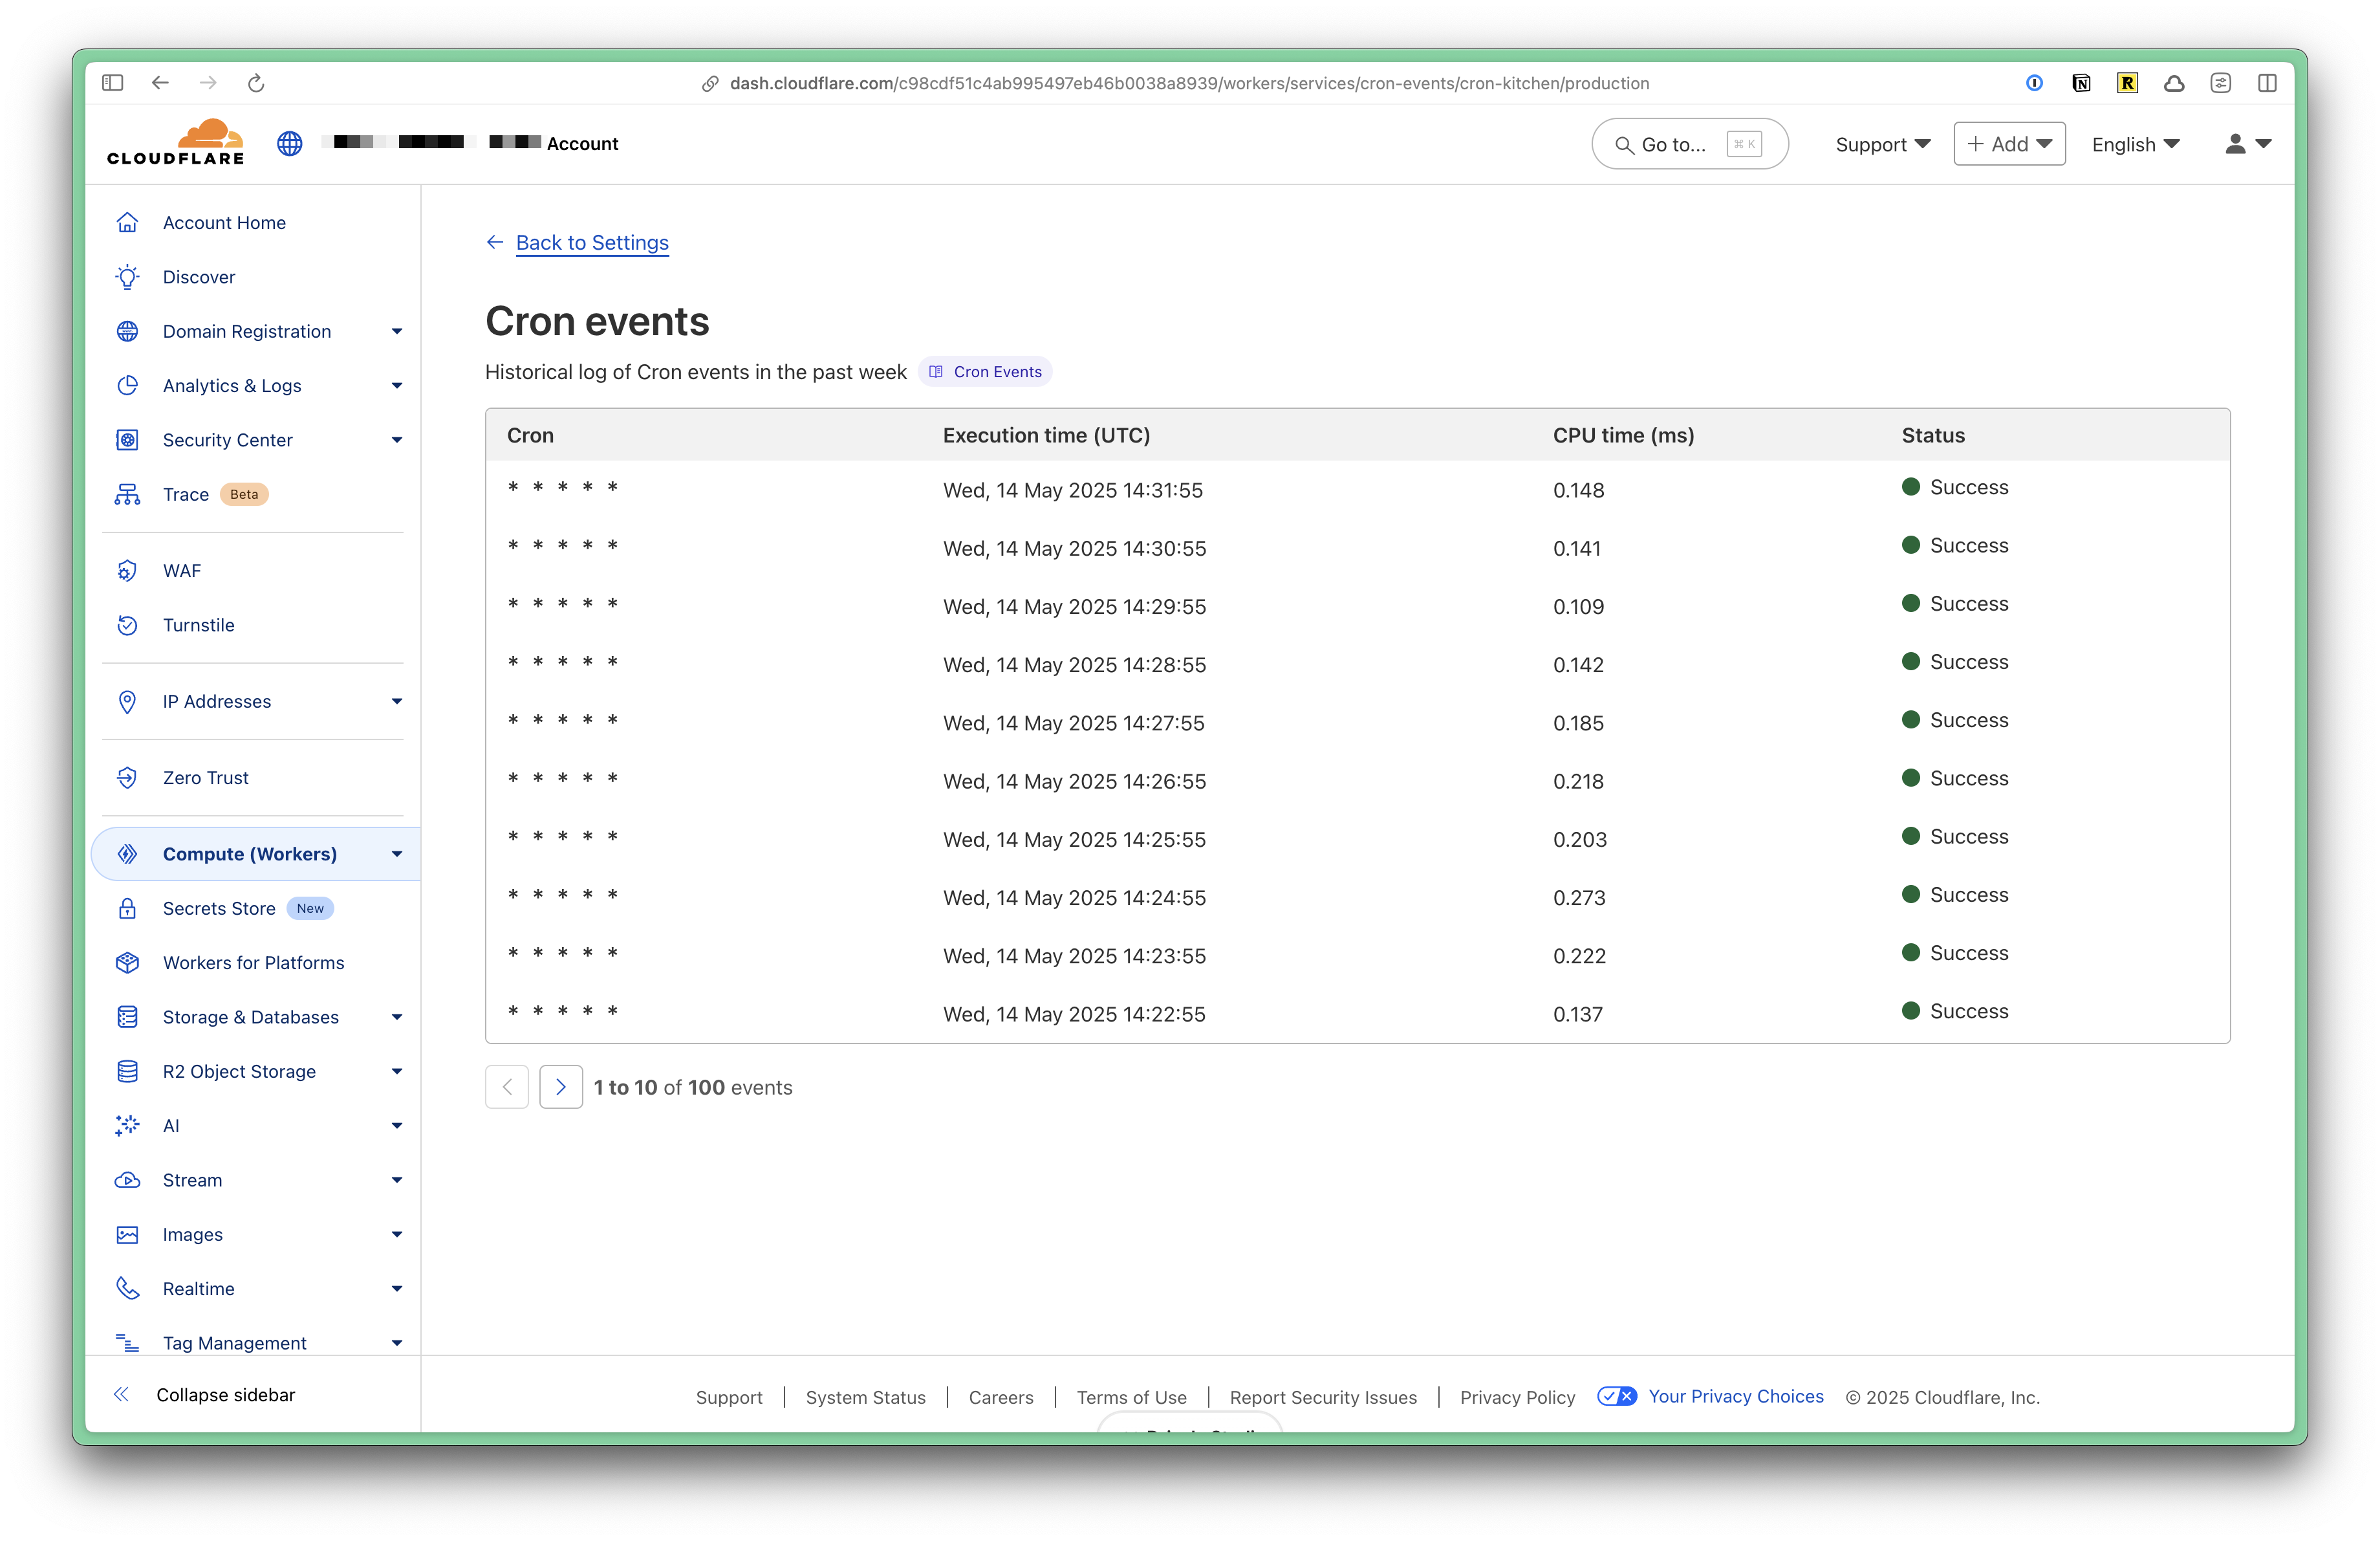 dash.cloudflare.com/c98cdf51c4ab995497eb46b0038a8939/workers/services/cron-events/cron-kitchen/production
CLOUDFLARE
Account
Go to... ⌘ K
Support
+ Add
English
Account Home
Discover
Domain Registration
Analytics & Logs
Security Center
Trace Beta
WAF
Turnstile
IP Addresses
Zero Trust
Compute (Workers)
Secrets Store New
Workers for Platforms
Storage & Databases
R2 Object Storage
AI
Stream
Images
Realtime
Tag Management
Collapse sidebar
← Back to Settings
Cron events
Historical log of Cron events in the past week Cron Events
Cron Execution time (UTC) CPU time (ms) Status
* * * * * Wed, 14 May 2025 14:31:55 0.148 Success
* * * * * Wed, 14 May 2025 14:30:55 0.141 Success
* * * * * Wed, 14 May 2025 14:29:55 0.109 Success
* * * * * Wed, 14 May 2025 14:28:55 0.142 Success
* * * * * Wed, 14 May 2025 14:27:55 0.185 Success
* * * * * Wed, 14 May 2025 14:26:55 0.218 Success
* * * * * Wed, 14 May 2025 14:25:55 0.203 Success
* * * * * Wed, 14 May 2025 14:24:55 0.273 Success
* * * * * Wed, 14 May 2025 14:23:55 0.222 Success
* * * * * Wed, 14 May 2025 14:22:55 0.137 Success
1 to 10 of 100 events
Support | System Status | Careers | Terms of Use | Report Security Issues | Privacy Policy Your Privacy Choices © 2025 Cloudflare, Inc.